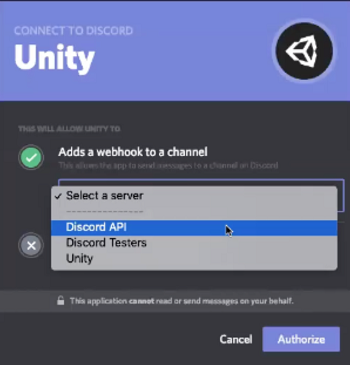 CONNECT TO DISCORD
Unity
THIS WILL ALLOW UNITY TO
Adds a webhook to a channel
This allows the app to send messages to a channel on Discord
✓ Select a server
--------------
Discord API
Discord Testers
Unity
This application cannot read or send messages on your behalf.
Cancel
Authorize